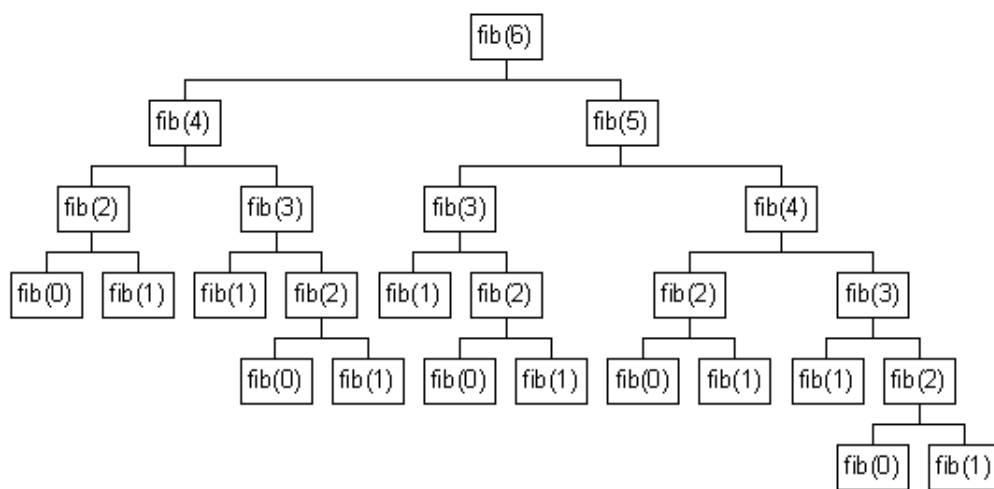 fib(6)
fib(4) fib(5)
fib(2) fib(3) fib(3) fib(4)
fib(0) fib(1) fib(1) fib(2) fib(1) fib(2) fib(2) fib(3)
fib(0) fib(1) fib(0) fib(1) fib(0) fib(1) fib(1) fib(2)
fib(0) fib(1)